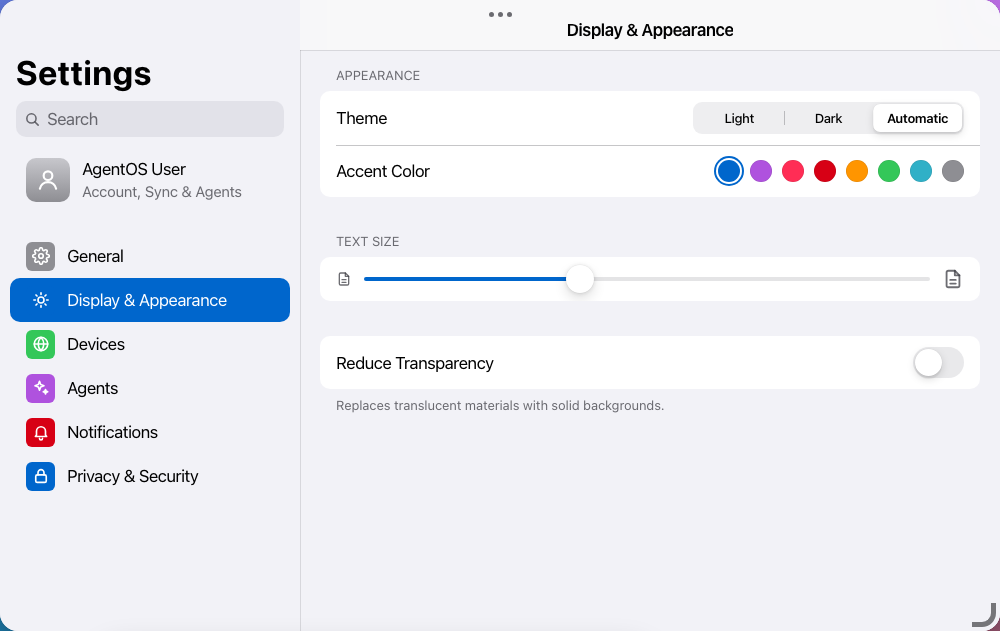 Display & Appearance
Settings
Search
AgentOS User
Account, Sync & Agents
General
Display & Appearance
Devices
Agents
Notifications
Privacy & Security
APPEARANCE
Theme
Light
Dark
Automatic
Accent Color
TEXT SIZE
Reduce Transparency
Replaces translucent materials with solid backgrounds.